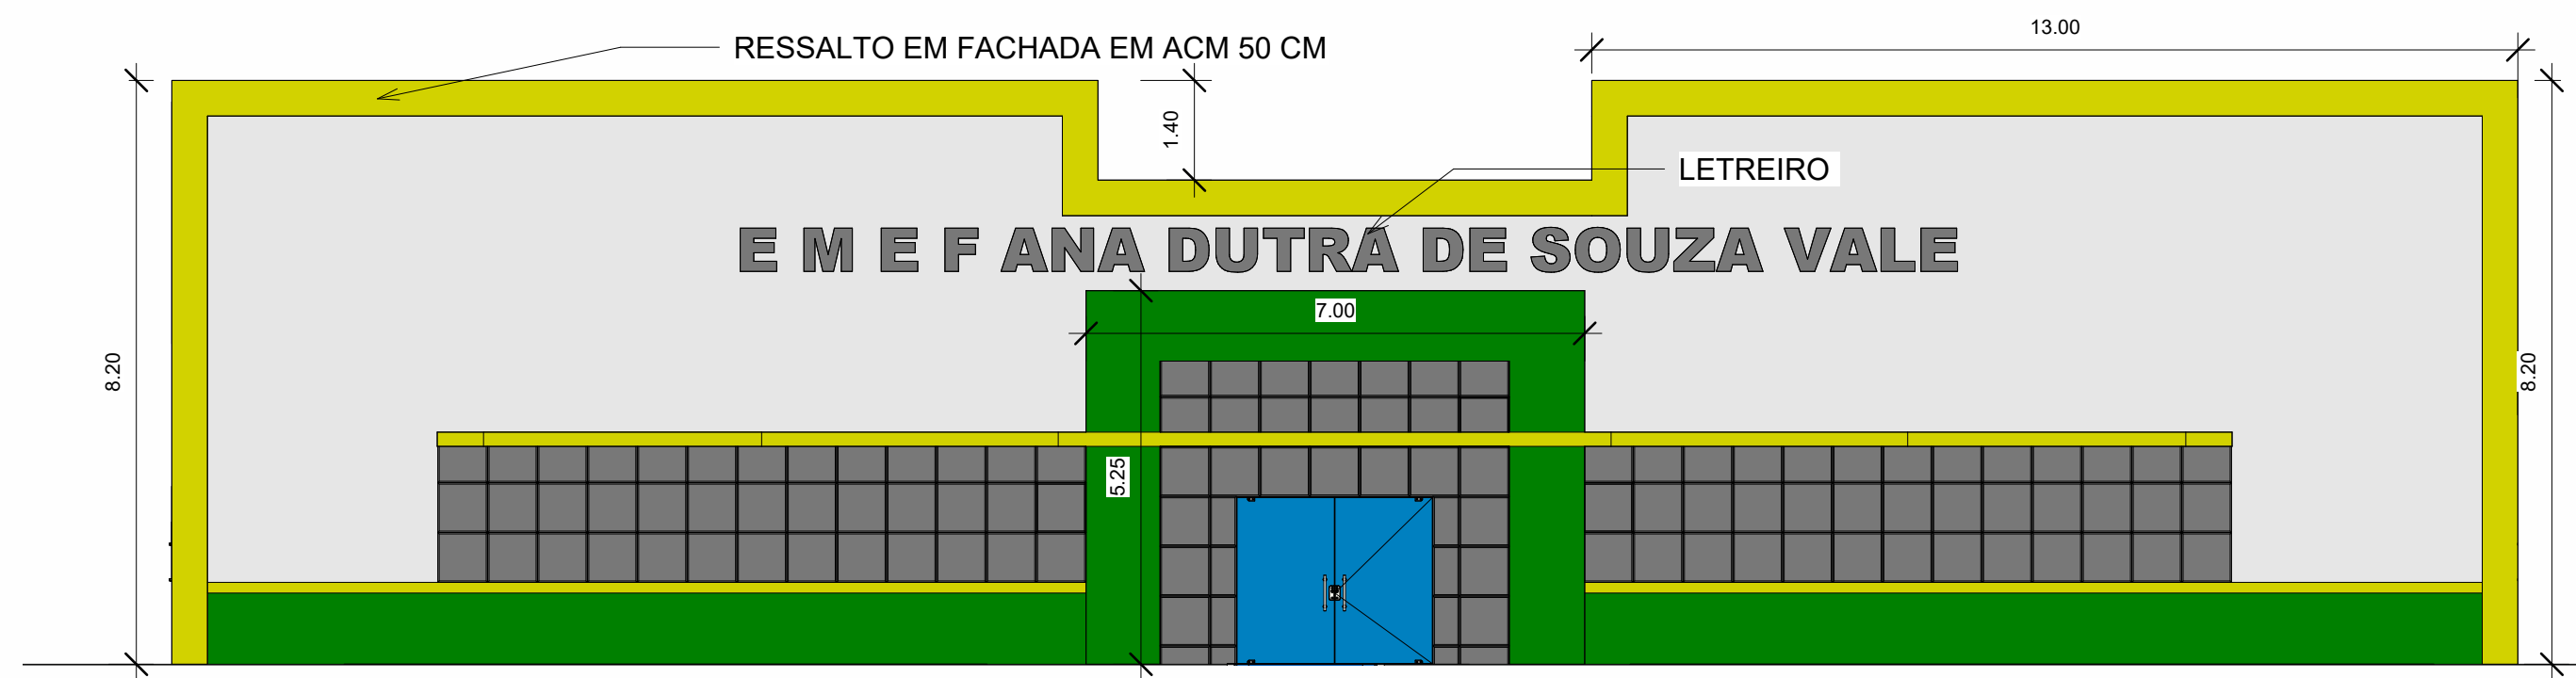 13.00
RESSALTO EM FACHADA EM ACM 50 CM
1.40
LETREIRO
E M E F ANA DUTRA DE SOUZA VALE
7.00
8.20
8.20
5.25